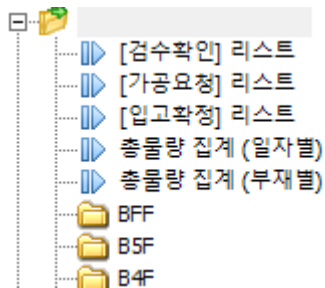 [검수확인] 리스트
[가공요청] 리스트
[입고확정] 리스트
총물량 집계 (일자별)
총물량 집계 (부재별)
BFF
B5F
B4F